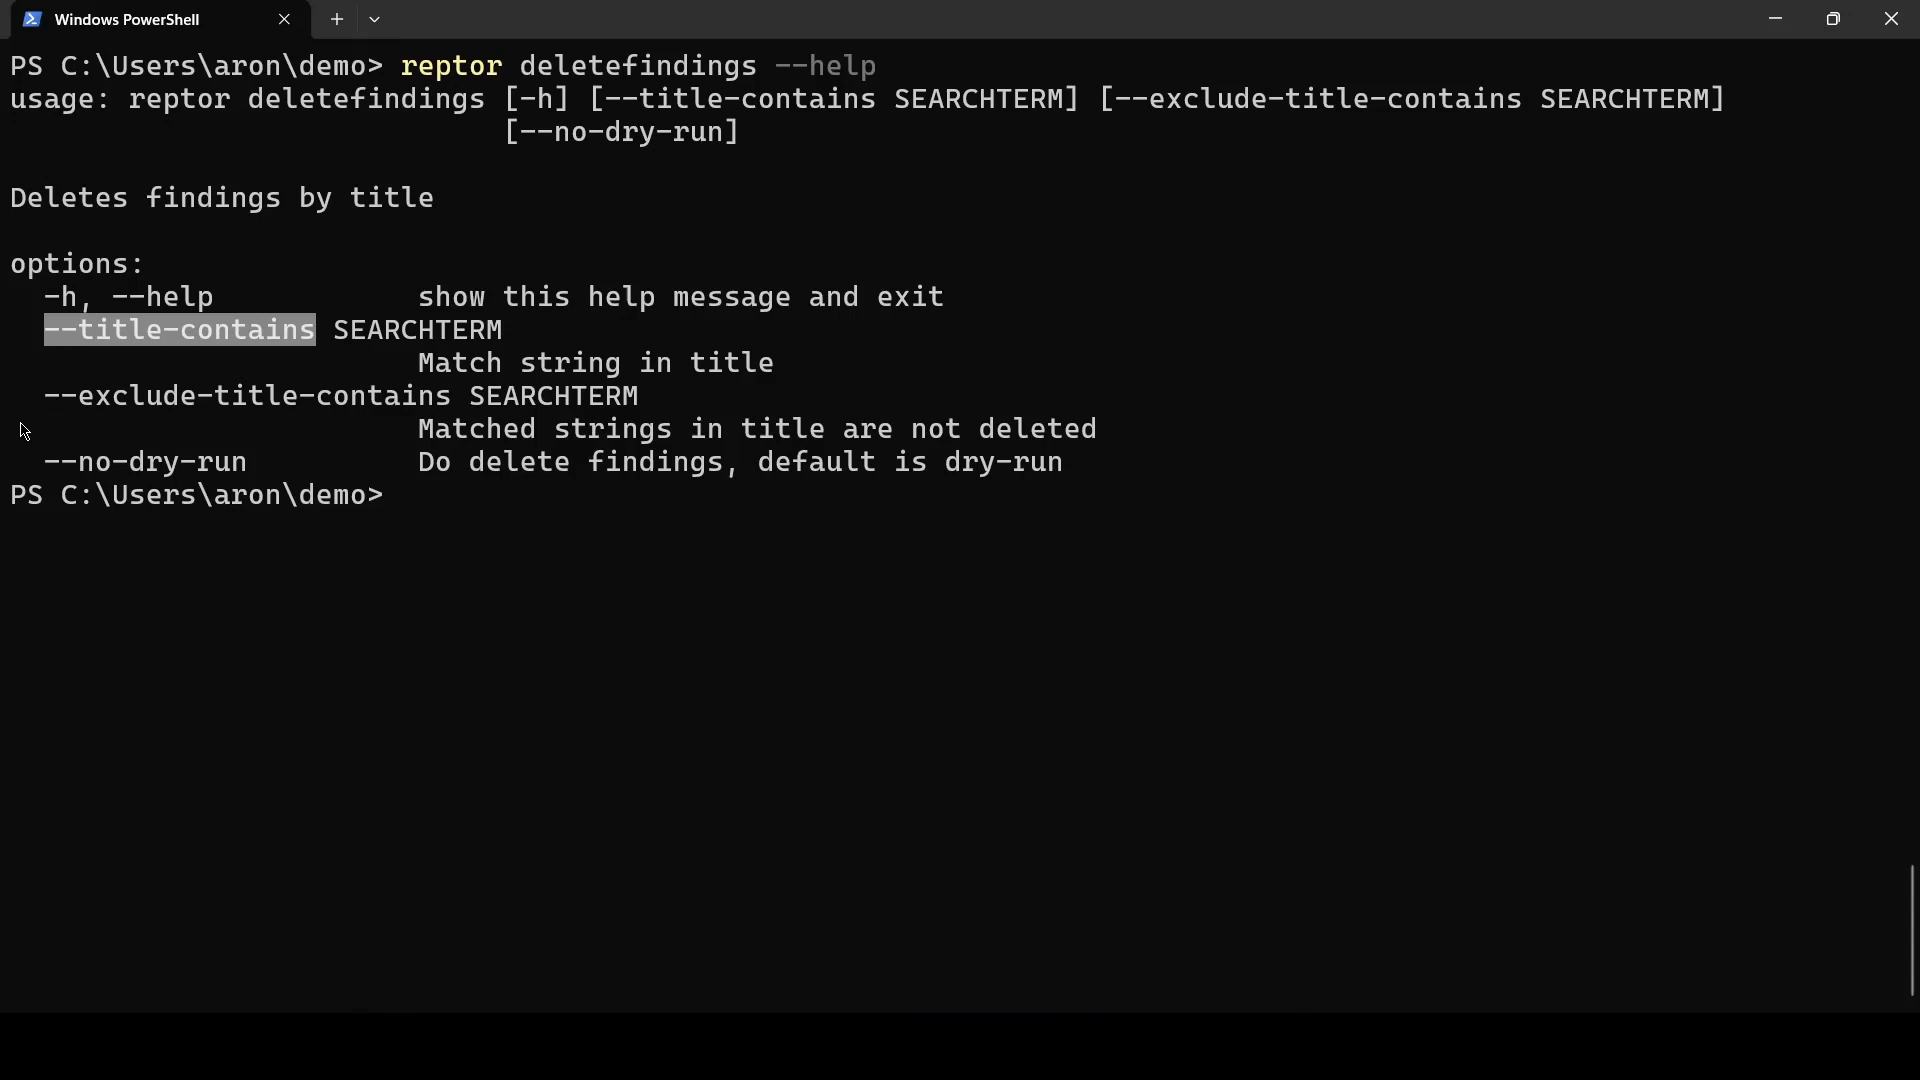 Windows PowerShell
PS C:\Users\aron\demo> reptor deletefindings --help
usage: reptor deletefindings [-h] [--title-contains SEARCHTERM] [--exclude-title-contains SEARCHTERM]
                             [--no-dry-run]
Deletes findings by title
options:
  -h, --help            show this help message and exit
  --title-contains SEARCHTERM
                        Match string in title
  --exclude-title-contains SEARCHTERM
                        Matched strings in title are not deleted
  --no-dry-run          Do delete findings, default is dry-run
PS C:\Users\aron\demo>